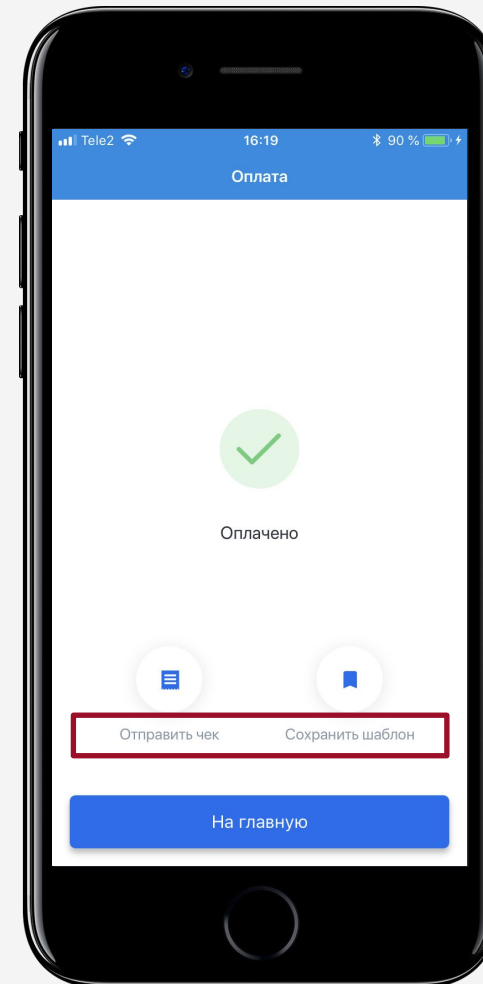 Tele2 16:19 90 %
Оплата
Оплачено
Отправить чек Сохранить шаблон
На главную